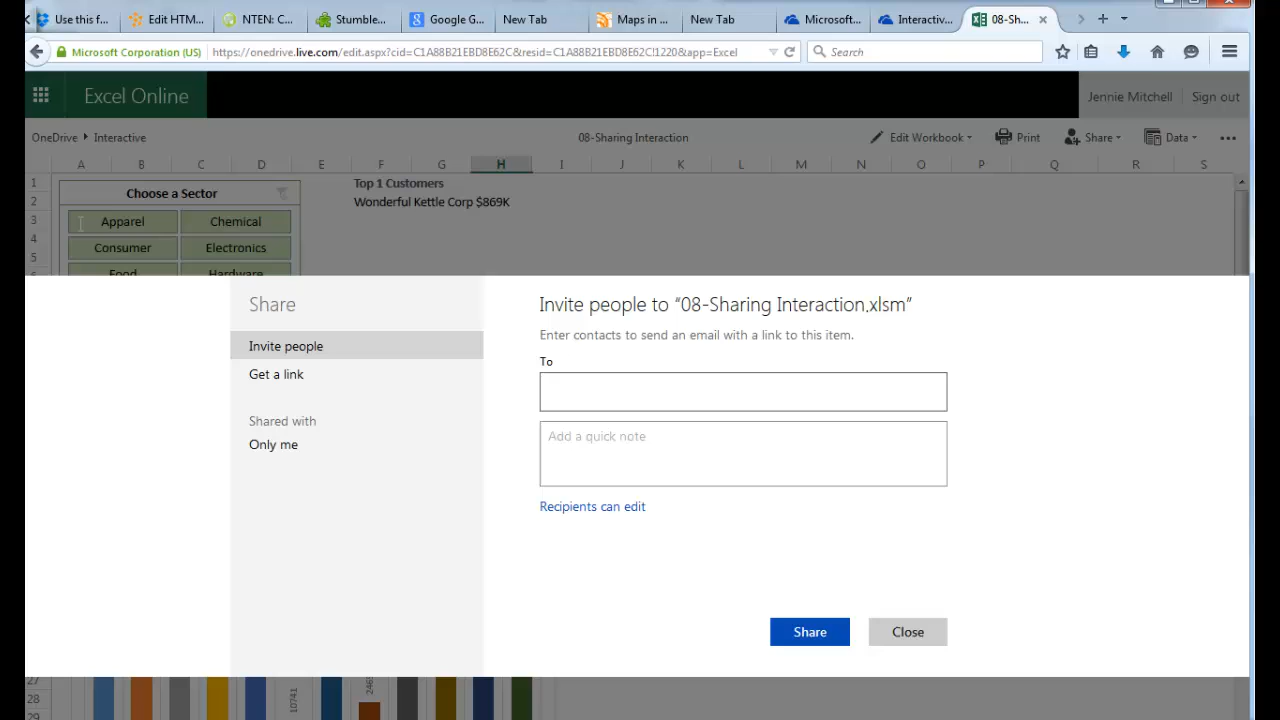 Use this f...
Edit HTM...
NTEN: C...
Stumble...
Google G...
New Tab
Maps in ...
New Tab
Microsoft...
Interactiv...
08-Sh...
Microsoft Corporation (US)
https://onedrive.live.com/edit.aspx?cid=C1A88B21EBD8E62C&resid=C1A88B21EBD8E62C!1220&app=Excel
Search
Excel Online
Jennie Mitchell
Sign out
OneDrive Interactive
08-Sharing Interaction
Edit Workbook
Print
Share
Data
A B C D E F G H I J L M N O P Q R S
1
Choose a Sector
Top 1 Customers
2
Wonderful Kettle Corp $869K
3
Apparel
Chemical
4
Consumer
Electronics
5
Food
Hardware
Share
Invite people to “08-Sharing Interaction.xlsm”
Enter contacts to send an email with a link to this item.
Invite people
To
Get a link
Shared with
Add a quick note
Only me
Recipients can edit
Share
Close
27
10741
28
29